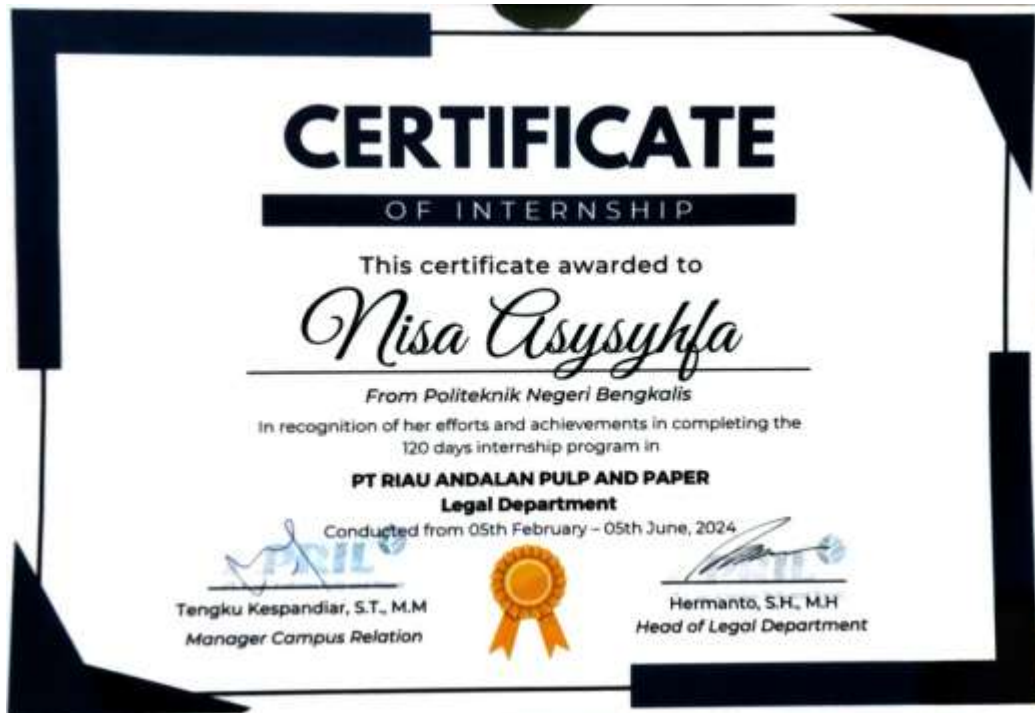 CERTIFICATE
OF INTERNSHIP
This certificate awarded to
Nisa Asysyhfa
From Politeknik Negeri Bengkalis
In recognition of her efforts and achievements in completing the
120 days internship program in
PT RIAU ANDALAN PULP AND PAPER
Legal Department
Conducted from 05th February – 05th June, 2024
APRIL
Tengku Kespandiar, S.T., M.M
Manager Campus Relation
APRIL
Hermanto, S.H., M.H
Head of Legal Department